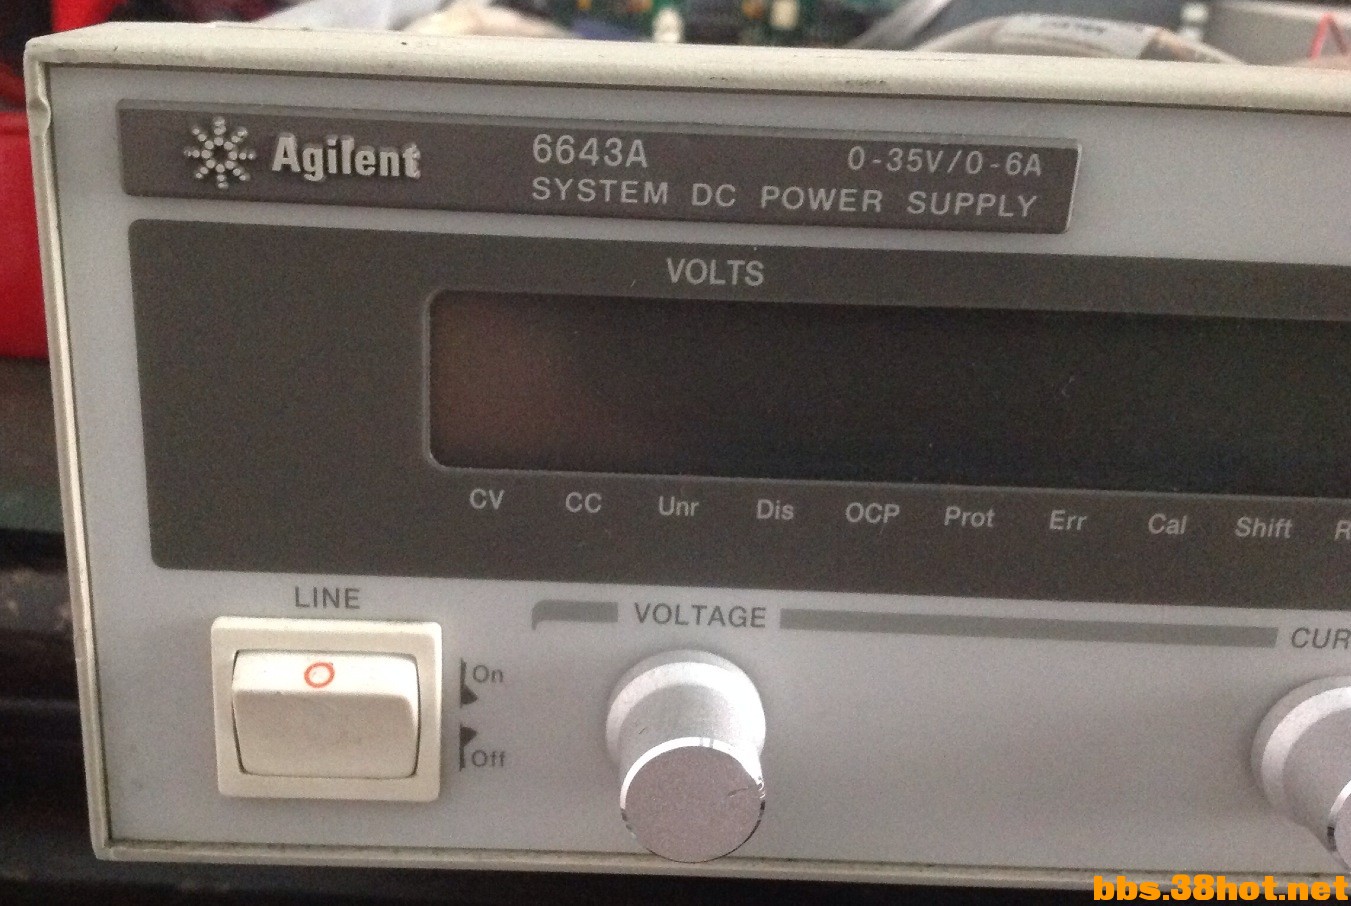 Agilent
6643A
0-35V/0-6A
SYSTEM DC POWER SUPPLY
VOLTS
CV CC Unr Dis OCP Prot Err Cal Shift R
LINE
VOLTAGE
CUR
O
On
Off
bbs.38hot.net